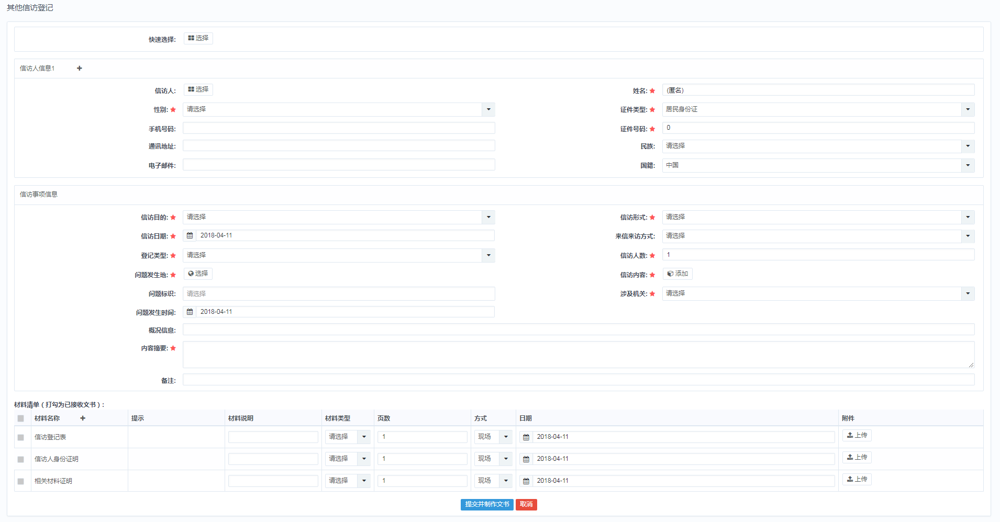 其他信访登记
快速选择: 选择
信访人信息1
信访人: 选择 姓名: (匿名)
性别: 请选择 证件类型: 居民身份证
手机号码: 证件号码: 0
通讯地址: 民族: 请选择
电子邮件: 国籍: 中国
信访事项信息
信访目的: 请选择 信访形式: 请选择
信访日期: 2018-04-11 来信来访方式: 请选择
登记类型: 请选择 信访人数: 1
问题发生地: 选择 信访内容: 添加
问题标识: 请选择 涉及机关: 请选择
问题发生时间: 2018-04-11
概况信息:
内容摘要:
备注:
材料清单（打勾为已接收文书）:
材料名称 提示 材料说明 材料类型 页数 方式 日期 附件
信访登记表 请选择 1 现场 2018-04-11 上传
信访人身份证明 请选择 1 现场 2018-04-11 上传
相关材料证明 请选择 1 现场 2018-04-11 上传
提交并制作文书 取消